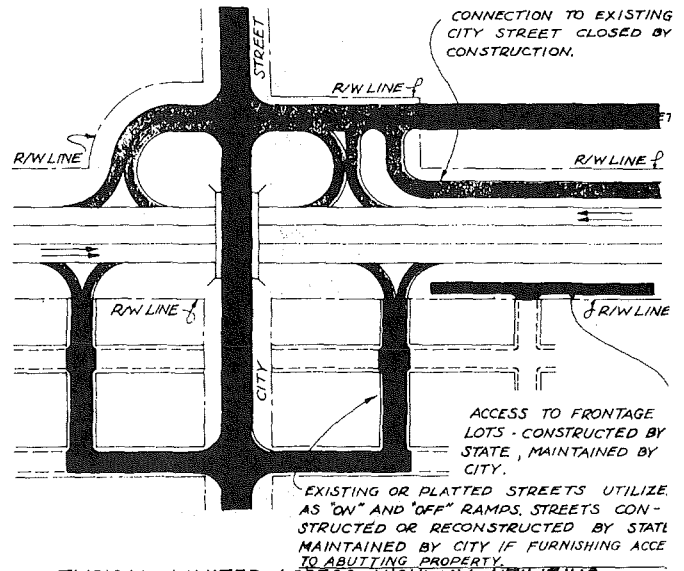 CONNECTION TO EXISTING
CITY STREET CLOSED BY
CONSTRUCTION.
STREET
R/W LINE
R/W LINE
R/W LINE
R/W LINE
R/W LINE
CITY
ACCESS TO FRONTAGE
LOTS - CONSTRUCTED BY
STATE, MAINTAINED BY
CITY.
EXISTING OR PLATTED STREETS UTILIZE
AS "ON" AND "OFF" RAMPS. STREETS CON-
STRUCTED OR RECONSTRUCTED BY STATE
MAINTAINED BY CITY IF FURNISHING ACCE
TO ABUTTING PROPERTY.